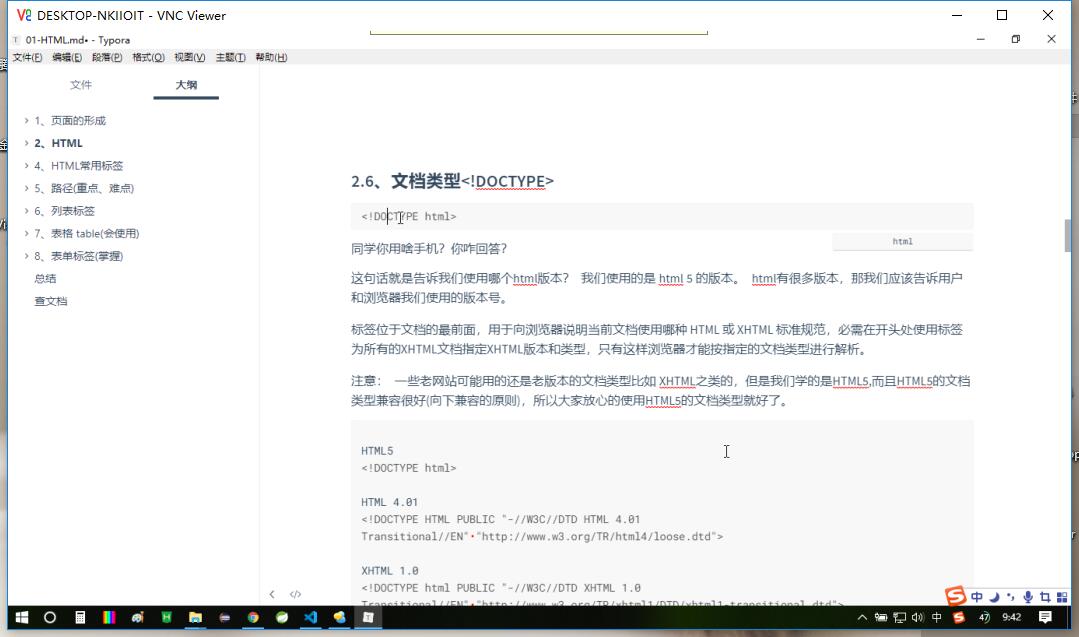 DESKTOP-NKIIOIT - VNC Viewer
01-HTML.md• - Typora
文件(F) 编辑(E) 段落(P) 格式(O) 视图(V) 主题(T) 帮助(H)
文件 大纲
1、页面的形成
2、HTML
4、HTML常用标签
5、路径(重点、难点)
6、列表标签
7、表格 table(会使用)
8、表单标签(掌握)
总结
查文档
2.6、文档类型<!DOCTYPE>
<!DOCTYPE html>
html
同学你用啥手机？你咋回答？
这句话就是告诉我们使用哪个html版本？ 我们使用的是 html 5 的版本。 html有很多版本，那我们应该告诉用户
和浏览器我们使用的版本号。
标签位于文档的最前面，用于向浏览器说明当前文档使用哪种 HTML 或 XHTML 标准规范，必需在开头处使用标签
为所有的XHTML文档指定XHTML版本和类型，只有这样浏览器才能按指定的文档类型进行解析。
注意： 一些老网站可能用的还是老版本的文档类型比如 XHTML之类的，但是我们学的是HTML5,而且HTML5的文档
类型兼容很好(向下兼容的原则)，所以大家放心的使用HTML5的文档类型就好了。
HTML5
<!DOCTYPE html>
HTML 4.01
<!DOCTYPE HTML PUBLIC "-//W3C//DTD HTML 4.01
Transitional//EN"•"http://www.w3.org/TR/html4/loose.dtd">
XHTML 1.0
<!DOCTYPE html PUBLIC "-//W3C//DTD XHTML 1.0
Transitional//EN"•"http://www.w3.org/TR/xhtml1/DTD/xhtml1-transitional.dtd">
中
中 47 9:42